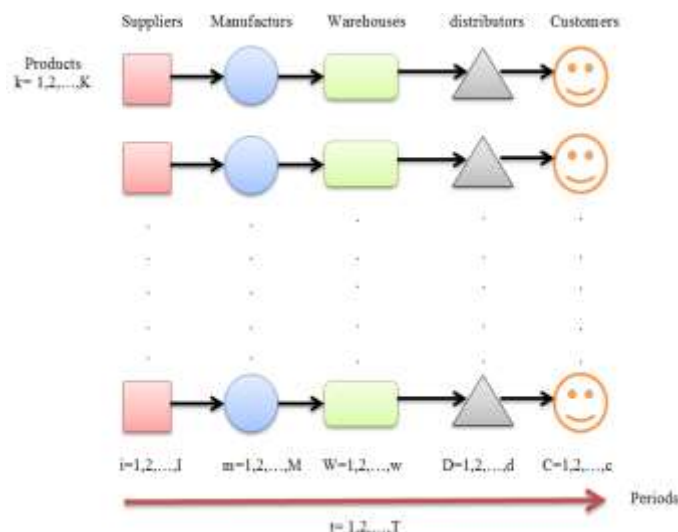 Suppliers Manufacturs Warehouses distributors Customers
Products
k= 1,2,…,K
i=1,2,…,I m=1,2,…,M W=1,2,…,w D=1,2,…,d C=1,2,…,c
Periods
t= 1,2,…,T